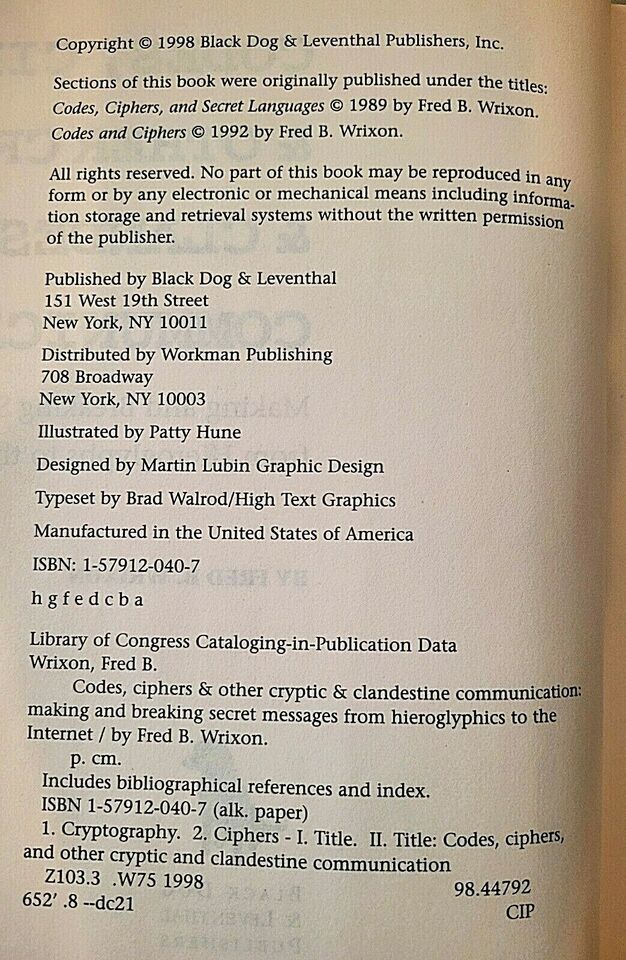 Copyright © 1998 Black Dog & Leventhal Publishers, Inc.
Sections of this book were originally published under the titles:
Codes, Ciphers, and Secret Languages © 1989 by Fred B. Wrixon.
Codes and Ciphers © 1992 by Fred B. Wrixon.
All rights reserved. No part of this book may be reproduced in any
form or by any electronic or mechanical means including informa-
tion storage and retrieval systems without the written permission
of the publisher.
Published by Black Dog & Leventhal
151 West 19th Street
New York, NY 10011
Distributed by Workman Publishing
708 Broadway
New York, NY 10003
Illustrated by Patty Hune
Designed by Martin Lubin Graphic Design
Typeset by Brad Walrod/High Text Graphics
Manufactured in the United States of America
ISBN: 1-57912-040-7
h g f e d c b a
Library of Congress Cataloging-in-Publication Data
Wrixon, Fred B.
Codes, ciphers & other cryptic & clandestine communication:
making and breaking secret messages from hieroglyphics to the
Internet / by Fred B. Wrixon.
p. cm.
Includes bibliographical references and index.
ISBN 1-57912-040-7 (alk. paper)
1. Cryptography. 2. Ciphers - I. Title. II. Title: Codes, ciphers,
and other cryptic and clandestine communication
Z103.3 .W75 1998 98.44792
652' .8 --dc21 CIP